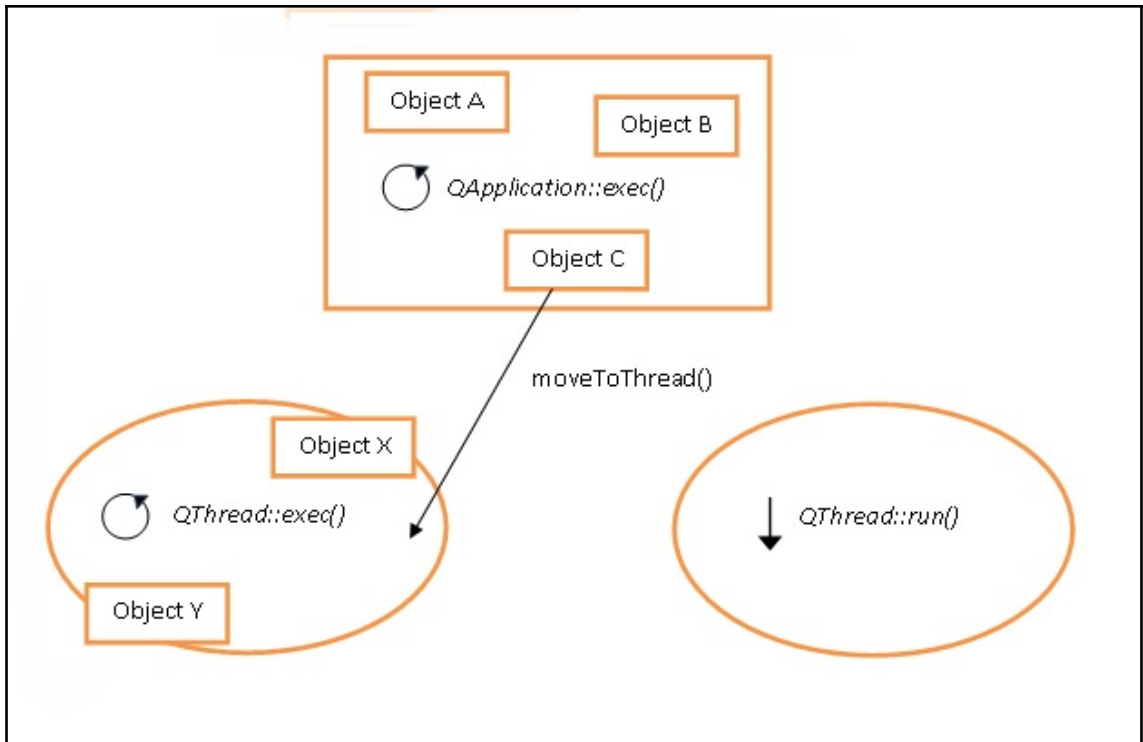 Object A
Object B
QApplication::exec()
Object C
moveToThread()
Object X
QThread::exec()
QThread::run()
Object Y